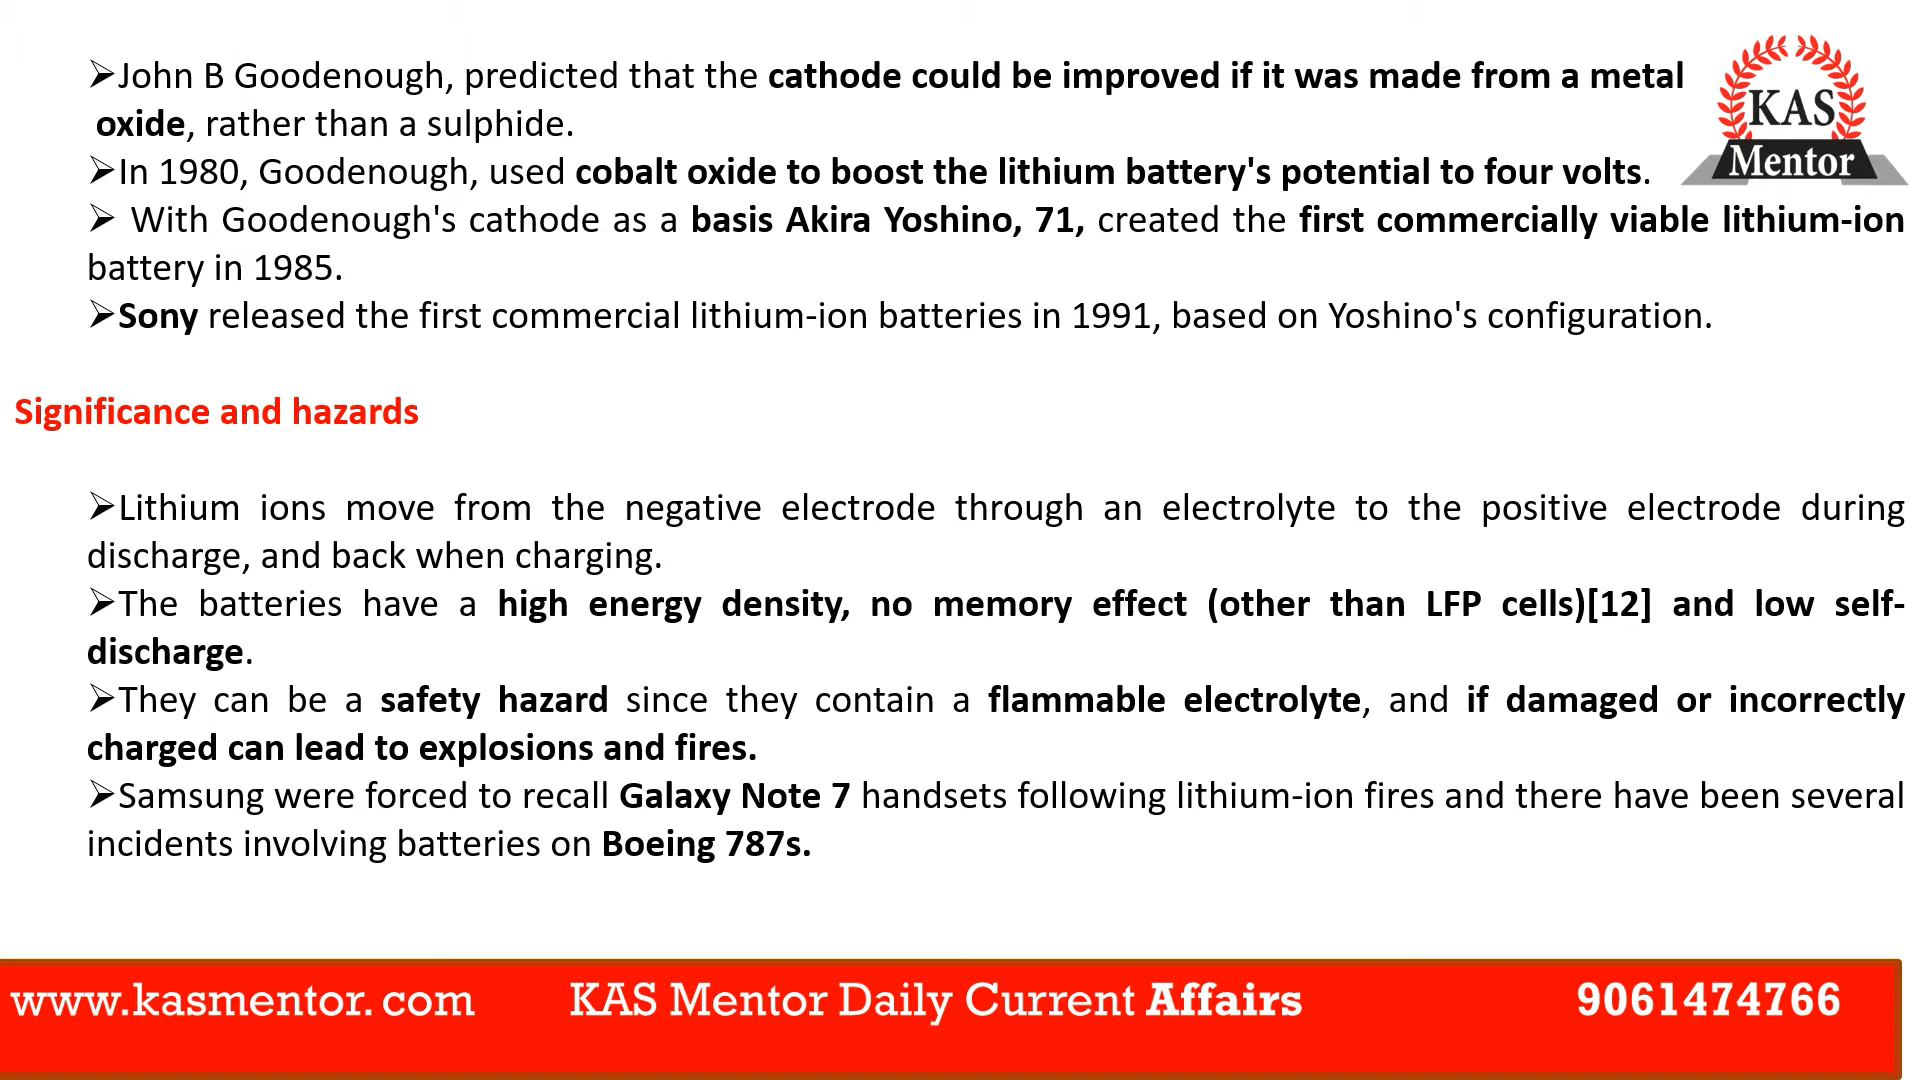 ➢John B Goodenough, predicted that the cathode could be improved if it was made from a metal
oxide, rather than a sulphide.
➢In 1980, Goodenough, used cobalt oxide to boost the lithium battery's potential to four volts.
➢ With Goodenough's cathode as a basis Akira Yoshino, 71, created the first commercially viable lithium-ion
battery in 1985.
➢Sony released the first commercial lithium-ion batteries in 1991, based on Yoshino's configuration.
KAS
Mentor
Significance and hazards
➢Lithium ions move from the negative electrode through an electrolyte to the positive electrode during
discharge, and back when charging.
➢The batteries have a high energy density, no memory effect (other than LFP cells)[12] and low self-
discharge.
➢They can be a safety hazard since they contain a flammable electrolyte, and if damaged or incorrectly
charged can lead to explosions and fires.
➢Samsung were forced to recall Galaxy Note 7 handsets following lithium-ion fires and there have been several
incidents involving batteries on Boeing 787s.
www.kasmentor. com KAS Mentor Daily Current Affairs 9061474766